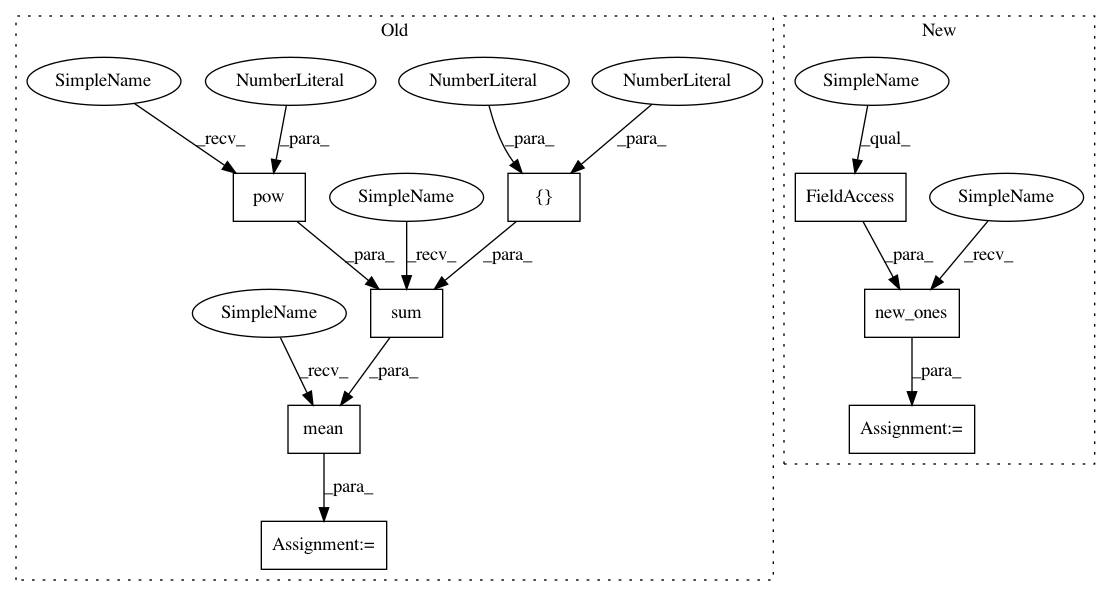 Old
New
SimpleName
NumberLiteral
NumberLiteral
NumberLiteral
SimpleName
_recv_
_para_
_para_
_para_
_qual_
pow
SimpleName
{}
FieldAccess
SimpleName
_para_
_recv_
_para_
_para_
_recv_
SimpleName
sum
new_ones
_recv_
_para_
_para_
mean
Assignment:=
_para_
Assignment:=